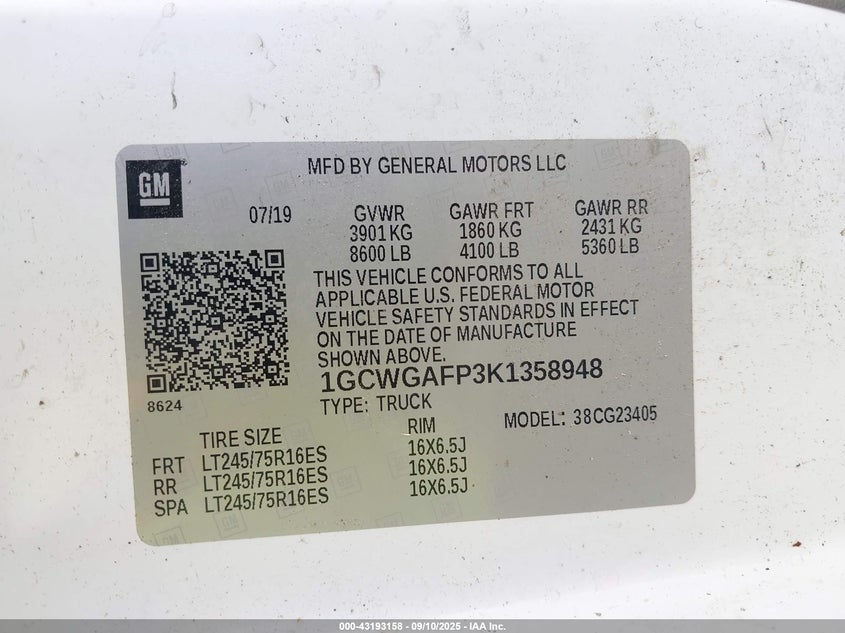 GM
MFD BY GENERAL MOTORS LLC
07/19 GVWR GAWR FRT GAWR RR
3901 KG 1860 KG 2431 KG
8600 LB 4100 LB 5360 LB
THIS VEHICLE CONFORMS TO ALL
APPLICABLE U.S. FEDERAL MOTOR
VEHICLE SAFETY STANDARDS IN EFFECT
ON THE DATE OF MANUFACTURE
SHOWN ABOVE.
1GCWGAFP3K1358948
8624
TYPE: TRUCK
MODEL: 38CG23405
TIRE SIZE RIM
FRT LT245/75R16ES 16X6.5J
RR LT245/75R16ES 16X6.5J
SPA LT245/75R16ES 16X6.5J
000-43193158 - 09/10/2025 - IAA Inc.